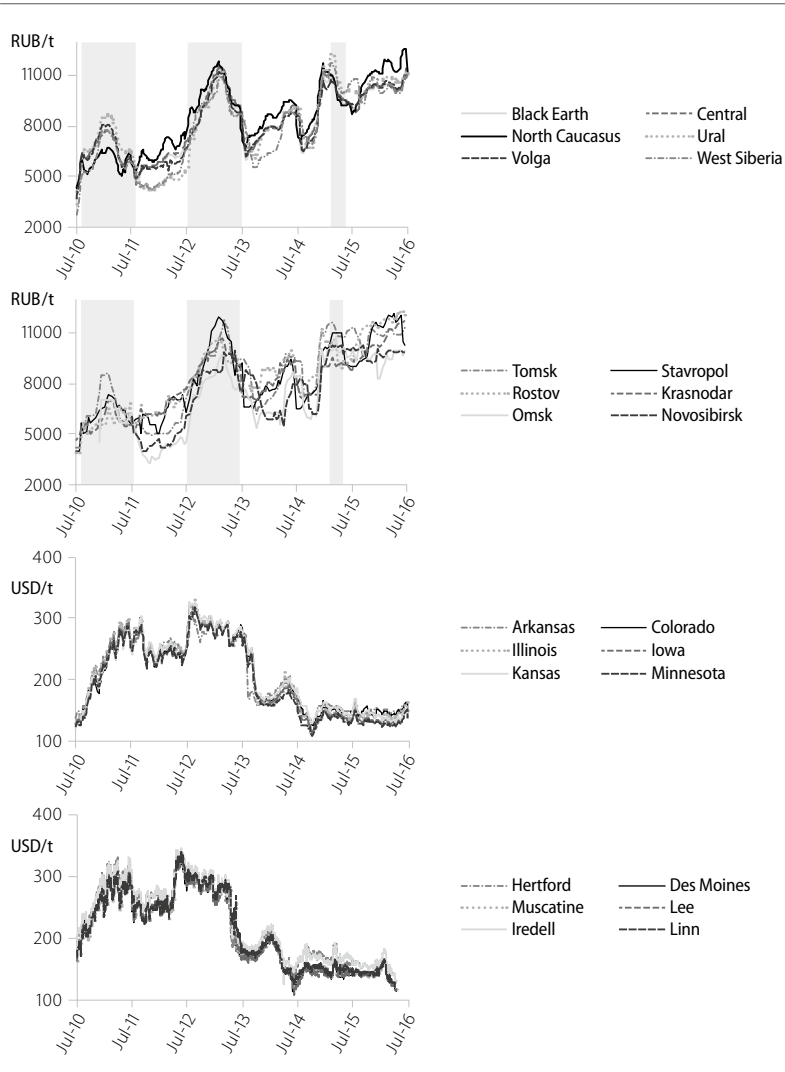 RUB/t
11000
8000
5000
2000
Jul-10 Jul-11 Jul-12 Jul-13 Jul-14 Jul-15 Jul-16
Black Earth Central
North Caucasus Ural
Volga West Siberia
RUB/t
11000
8000
5000
2000
Jul-10 Jul-11 Jul-12 Jul-13 Jul-14 Jul-15 Jul-16
Tomsk Stavropol
Rostov Krasnodar
Omsk Novosibirsk
400
USD/t
300
200
100
Jul-10 Jul-11 Jul-12 Jul-13 Jul-14 Jul-15 Jul-16
Arkansas Colorado
Illinois Iowa
Kansas Minnesota
400
USD/t
300
200
100
Jul-10 Jul-11 Jul-12 Jul-13 Jul-14 Jul-15 Jul-16
Hertford Des Moines
Muscatine Lee
Iredell Linn